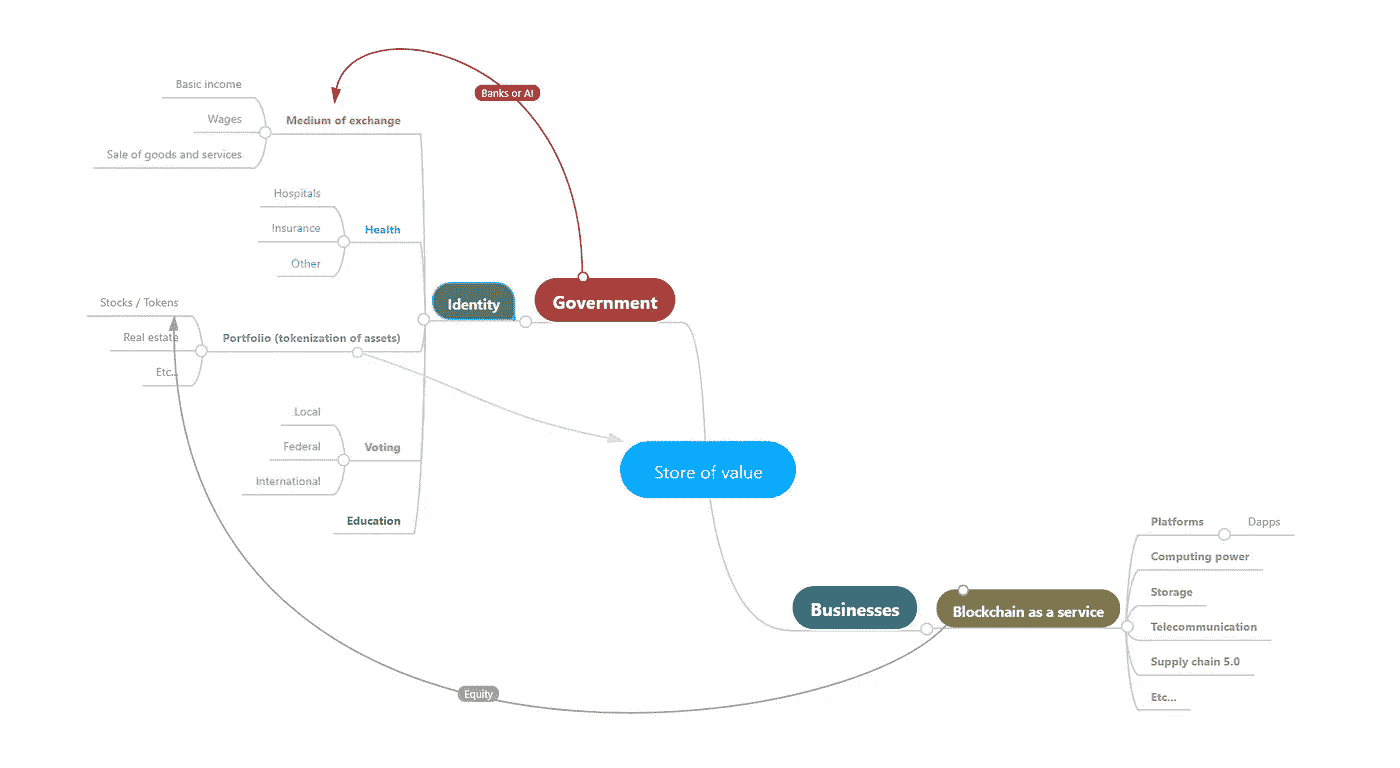 Banks or AI
Basic income
Wages
Sale of goods and services
Medium of exchange
Hospitals
Insurance
Other
Health
Identity
Government
Stocks / Tokens
Real estate
Etc...
Portfolio (tokenization of assets)
Local
Federal
International
Voting
Education
Store of value
Businesses
Blockchain as a service
Platforms
Dapps
Computing power
Storage
Telecommunication
Supply chain 5.0
Etc...
Equity